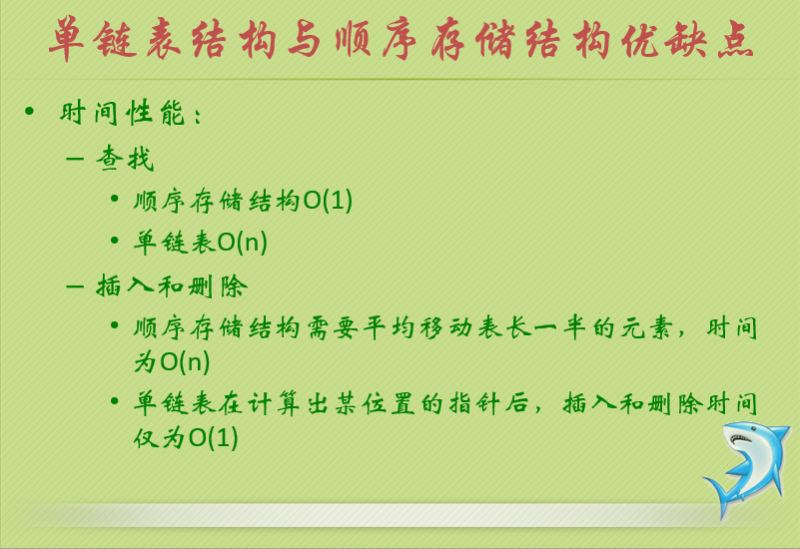 单链表结构与顺序存储结构优缺点
• 时间性能：
– 查找
• 顺序存储结构O(1)
• 单链表O(n)
– 插入和删除
• 顺序存储结构需要平均移动表长一半的元素，时间
为O(n)
• 单链表在计算出某位置的指针后，插入和删除时间
仅为O(1)